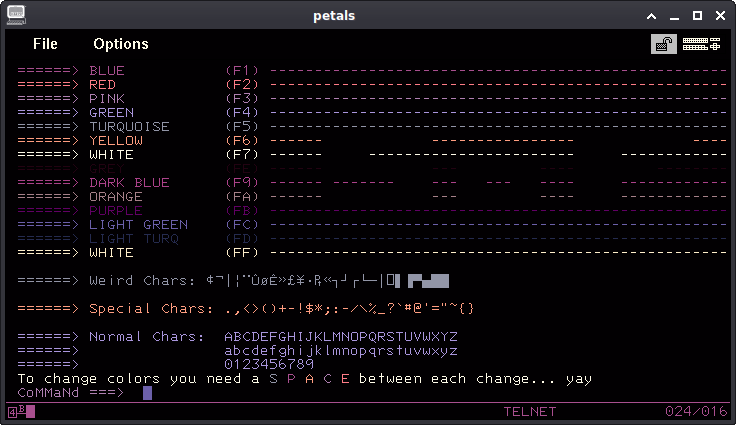 petals
File Options
======> BLUE (F1) ---------------------------------------------------
======> RED (F2) ---------------------------------------------------
======> PINK (F3) ---------------------------------------------------
======> GREEN (F4) ---------------------------------------------------
======> TURQUOISE (F5) ---------------------------------------------------
======> YELLOW (F6) ------ ---------------- ----
======> WHITE (F7) ------ ---------------- ------------
======> DARK BLUE (F9) ------ ------- --- --- ---- ------------
======> ORANGE (FA) ------ --- ----
======> PURPLE (FB) ---------------------------------------------------
======> LIGHT GREEN (FC) ---------------------------------------------------
======> LIGHT TURQ (FD) ---------------------------------------------------
======> WHITE (FF) ---------------------------------------------------
======> Weird Chars: ¢¬|¦¨ÛøÊ»£¥·₧«┐┘┌└─│⎕▌ ▛▀▄██
======> Special Chars: .,<>()+-!$*;:-/\%_?`#@'="~{}
======> Normal Chars: ABCDEFGHIJKLMNOPQRSTUVWXYZ
======> abcdefghijklmnopqrstuvwxyz
======> 0123456789
To change colors you need a S P A C E between each change... yay
CoMMaNd ===>
4B TELNET 024/016